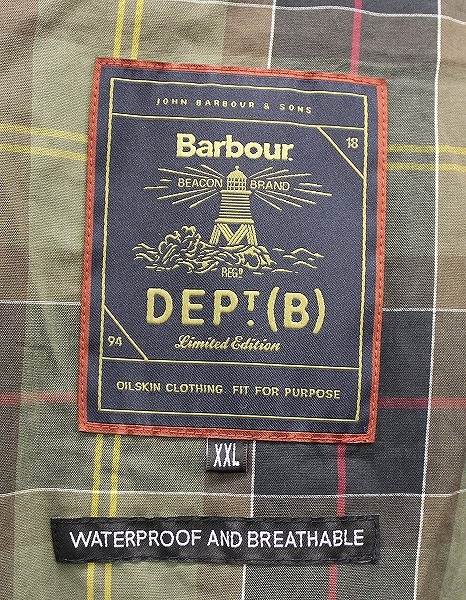 JOHN BARBOUR & SONS
18
Barbour
BEACON BRAND
REGD
DEPT(B)
Limited Edition
94
OILSKIN CLOTHING. FIT FOR PURPOSE
XXL
WATERPROOF AND BREATHABLE